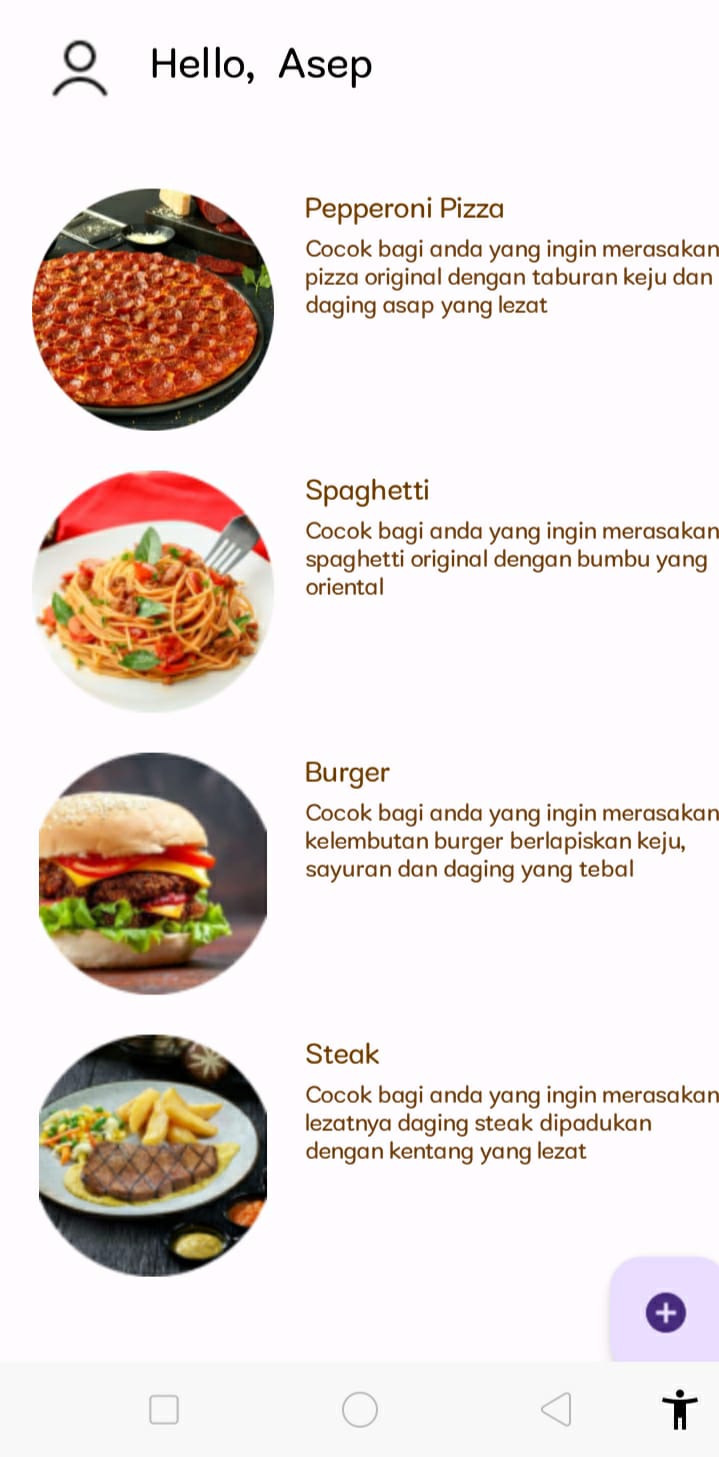 Hello, Asep
Pepperoni Pizza
Cocok bagi anda yang ingin merasakan
pizza original dengan taburan keju dan
daging asap yang lezat
Spaghetti
Cocok bagi anda yang ingin merasakan
spaghetti original dengan bumbu yang
oriental
Burger
Cocok bagi anda yang ingin merasakan
kelembutan burger berlapiskan keju,
sayuran dan daging yang tebal
Steak
Cocok bagi anda yang ingin merasakan
lezatnya daging steak dipadukan
dengan kentang yang lezat